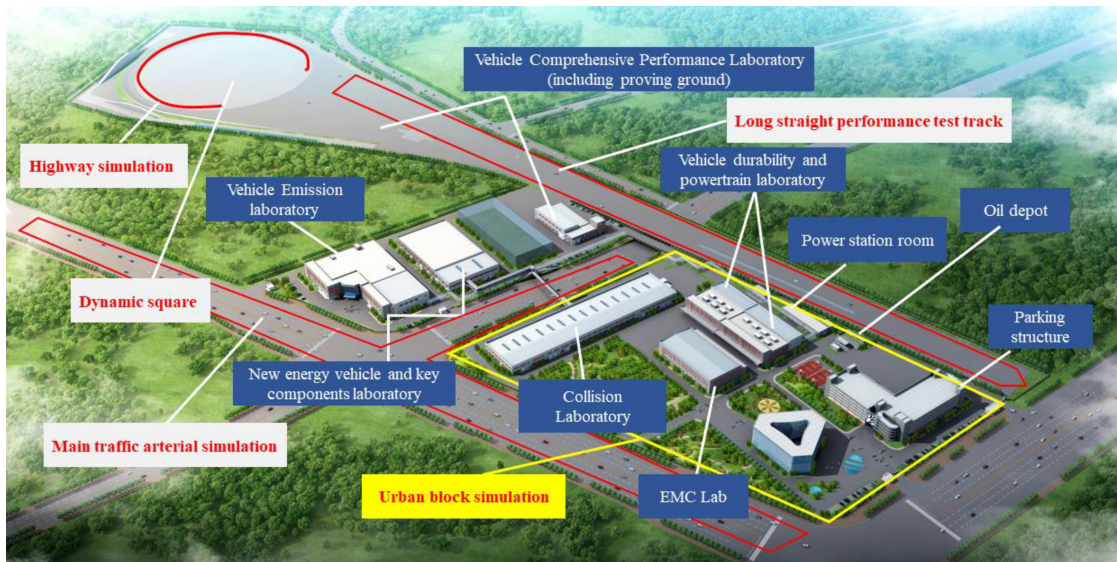 Vehicle Comprehensive Performance Laboratory
(including proving ground)
Long straight performance test track
Highway simulation
Vehicle durability and
powertrain laboratory
Vehicle Emission
laboratory
Oil depot
Power station room
Dynamic square
Parking
structure
New energy vehicle and key
components laboratory
Collision
Laboratory
Main traffic arterial simulation
Urban block simulation
EMC Lab